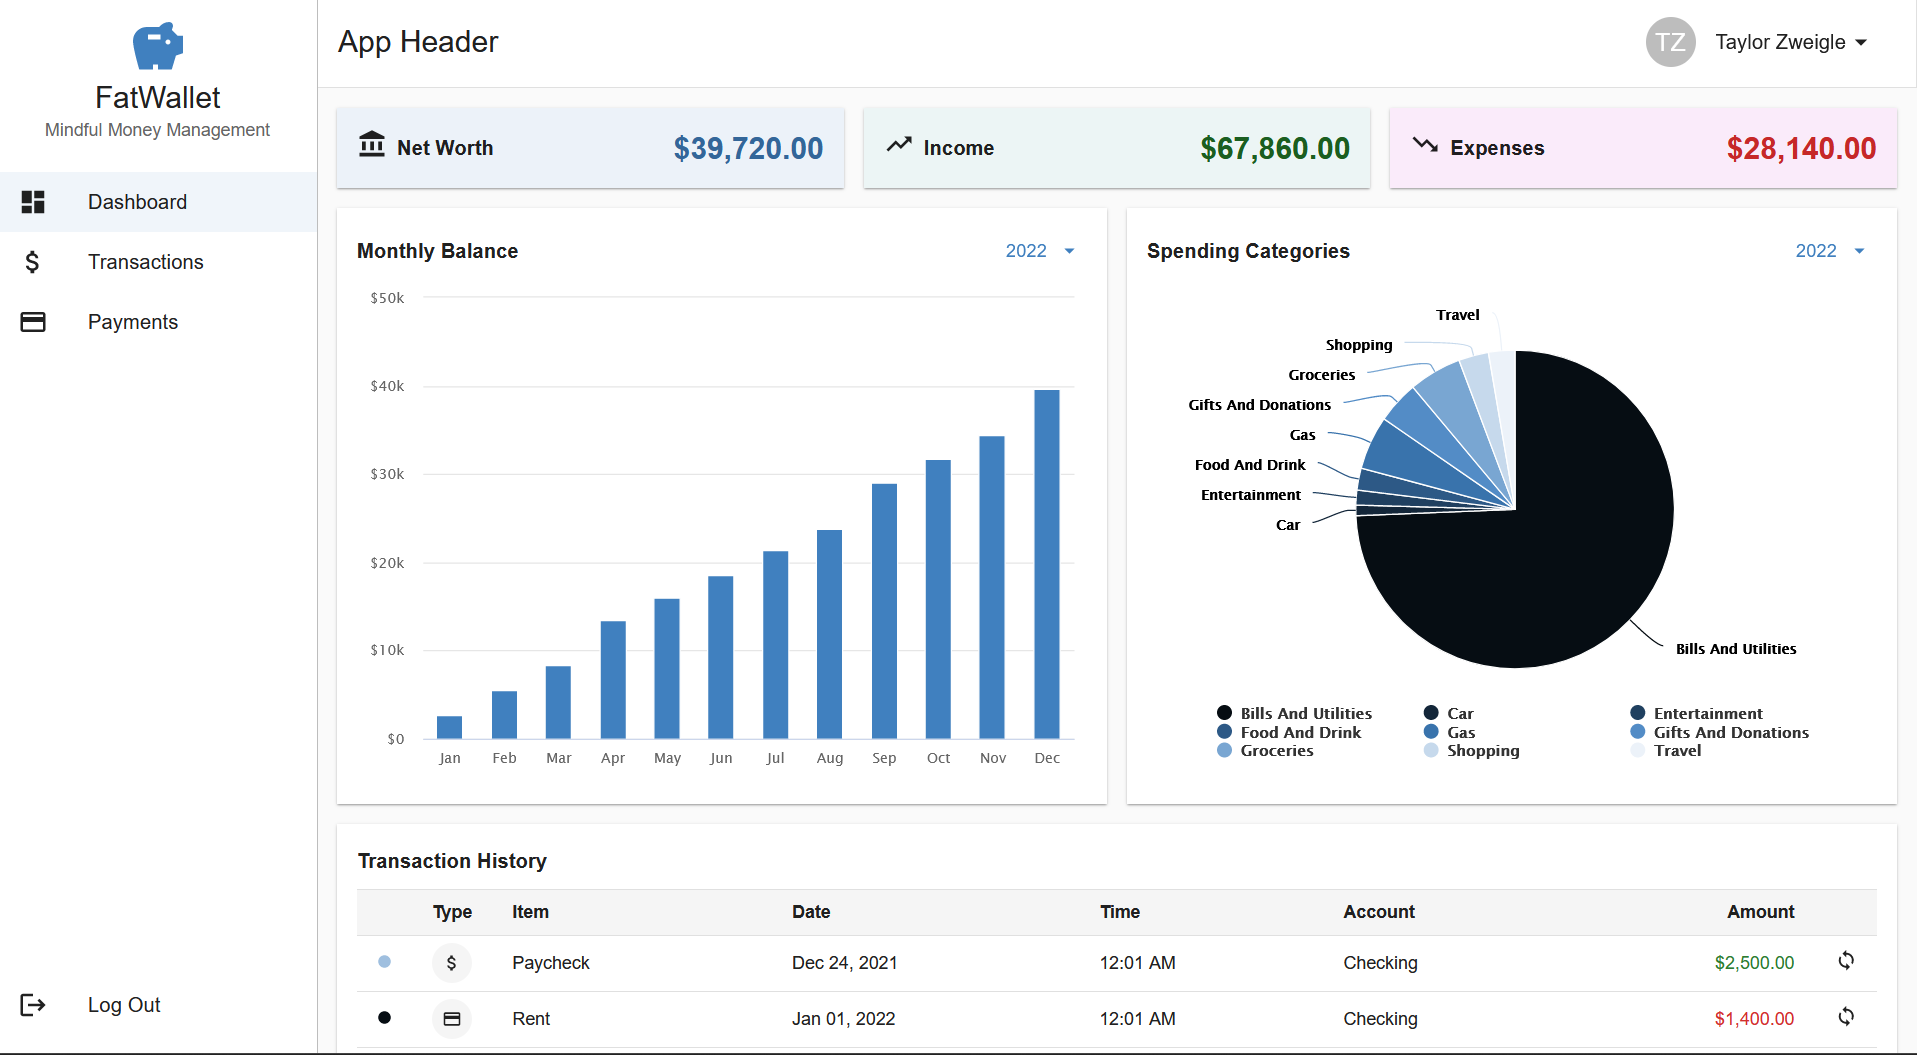 FatWallet
Mindful Money Management
Dashboard
Transactions
Payments
Log Out
App Header
TZ
Taylor Zweigle
Net Worth $39,720.00
Income $67,860.00
Expenses $28,140.00
Monthly Balance 2022
$50k
$40k
$30k
$20k
$10k
$0
Jan Feb Mar Apr May Jun Jul Aug Sep Oct Nov Dec
Spending Categories 2022
Travel
Shopping
Groceries
Gifts And Donations
Gas
Food And Drink
Entertainment
Car
Bills And Utilities
Bills And Utilities Car Entertainment
Food And Drink Gas Gifts And Donations
Groceries Shopping Travel
Transaction History
Type Item Date Time Account Amount
$ Paycheck Dec 24, 2021 12:01 AM Checking $2,500.00
Rent Jan 01, 2022 12:01 AM Checking $1,400.00